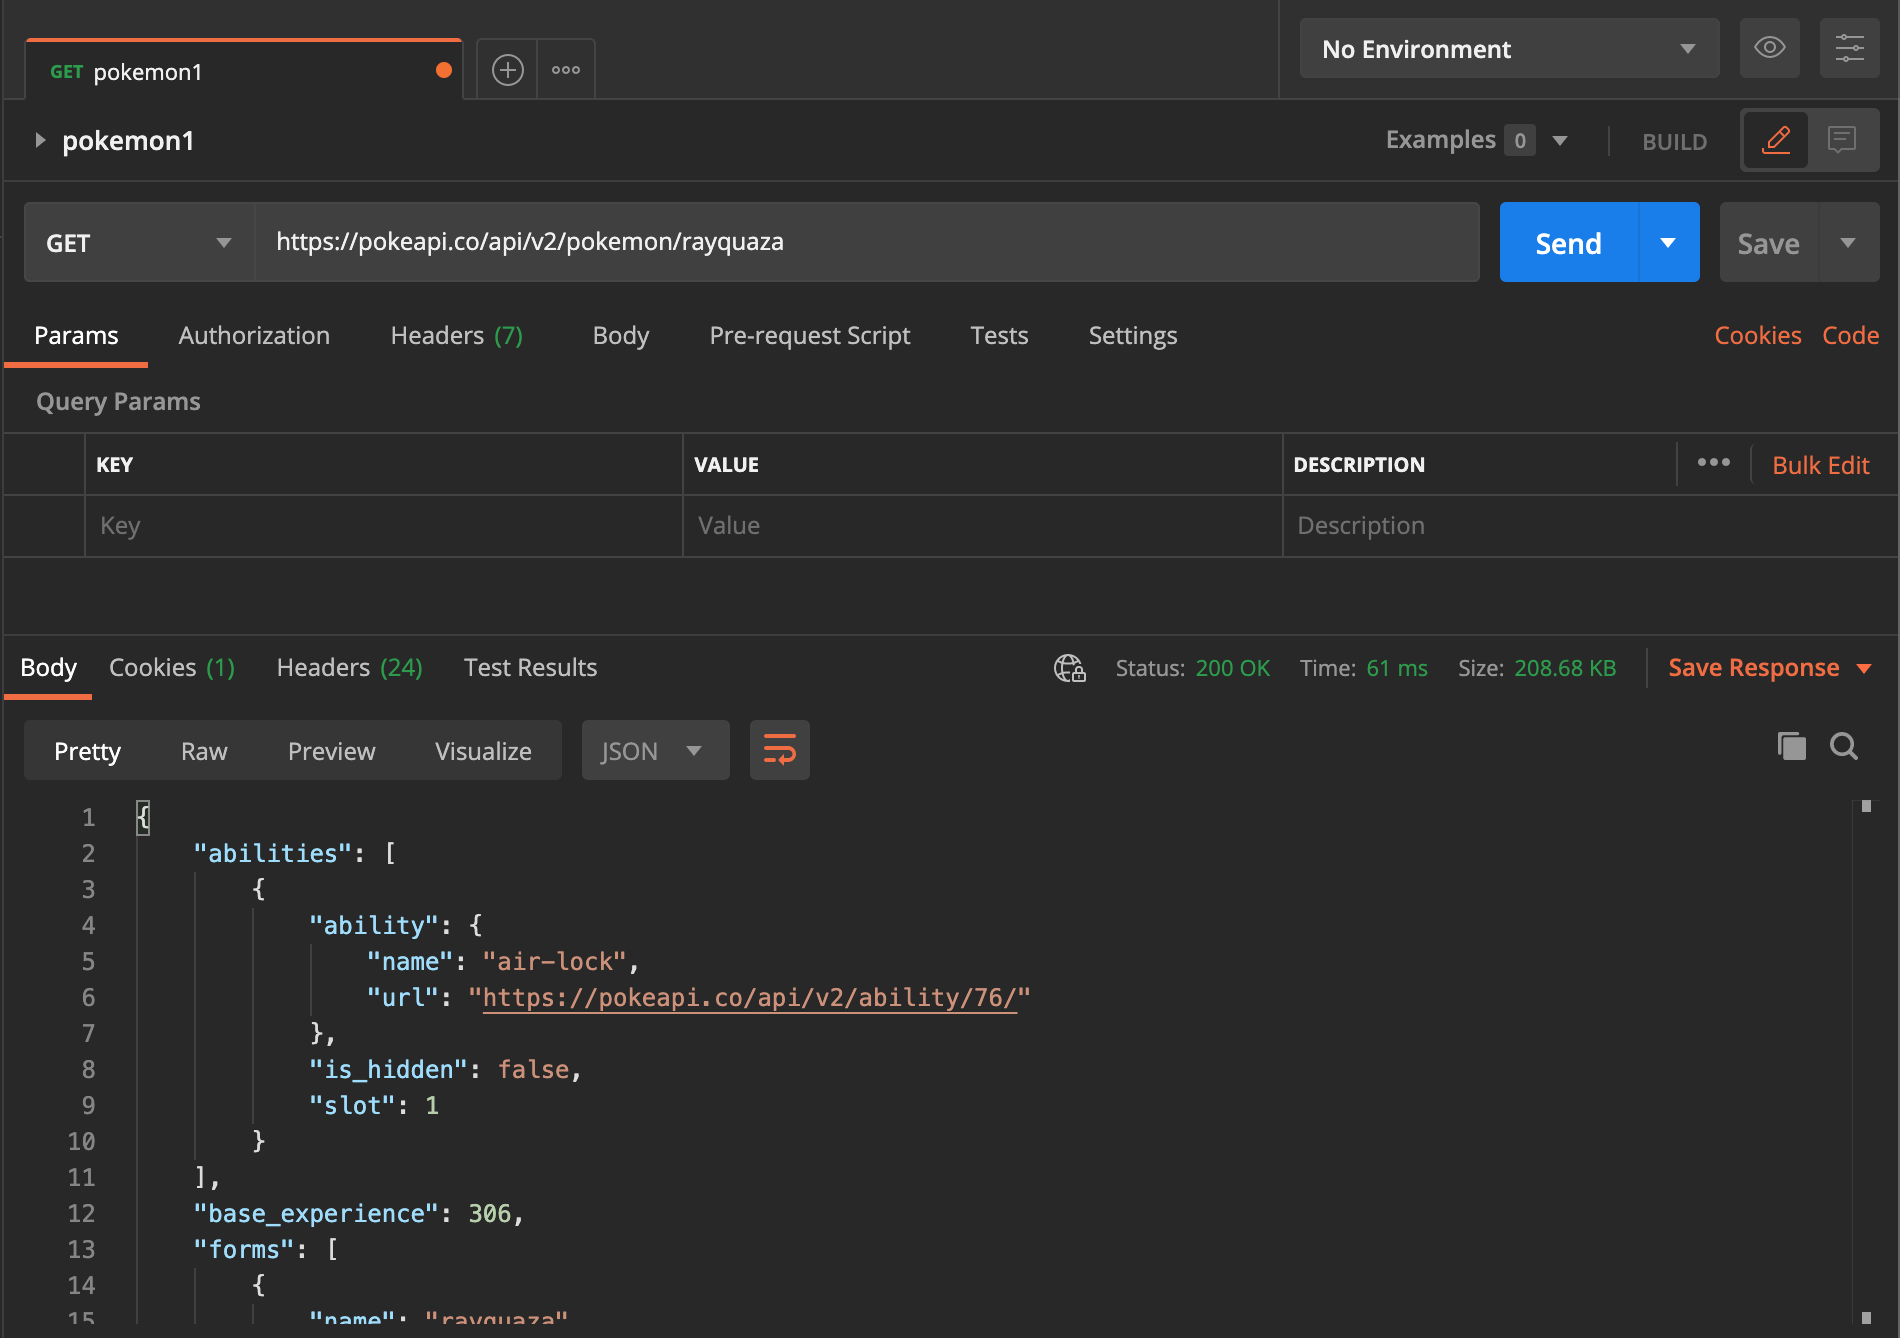 GET pokemon1
No Environment
pokemon1
Examples 0
BUILD
GET
https://pokeapi.co/api/v2/pokemon/rayquaza
Send
Save
Params Authorization Headers (7) Body Pre-request Script Tests Settings Cookies Code
Query Params
KEY VALUE DESCRIPTION Bulk Edit
Key Value Description
Body Cookies (1) Headers (24) Test Results Status: 200 OK Time: 61 ms Size: 208.68 KB Save Response
Pretty Raw Preview Visualize JSON
1 {
2 "abilities": [
3 {
4 "ability": {
5 "name": "air-lock",
6 "url": "https://pokeapi.co/api/v2/ability/76/"
7 },
8 "is_hidden": false,
9 "slot": 1
10 }
11 ],
12 "base_experience": 306,
13 "forms": [
14 {
15 "name": "rayquaza"